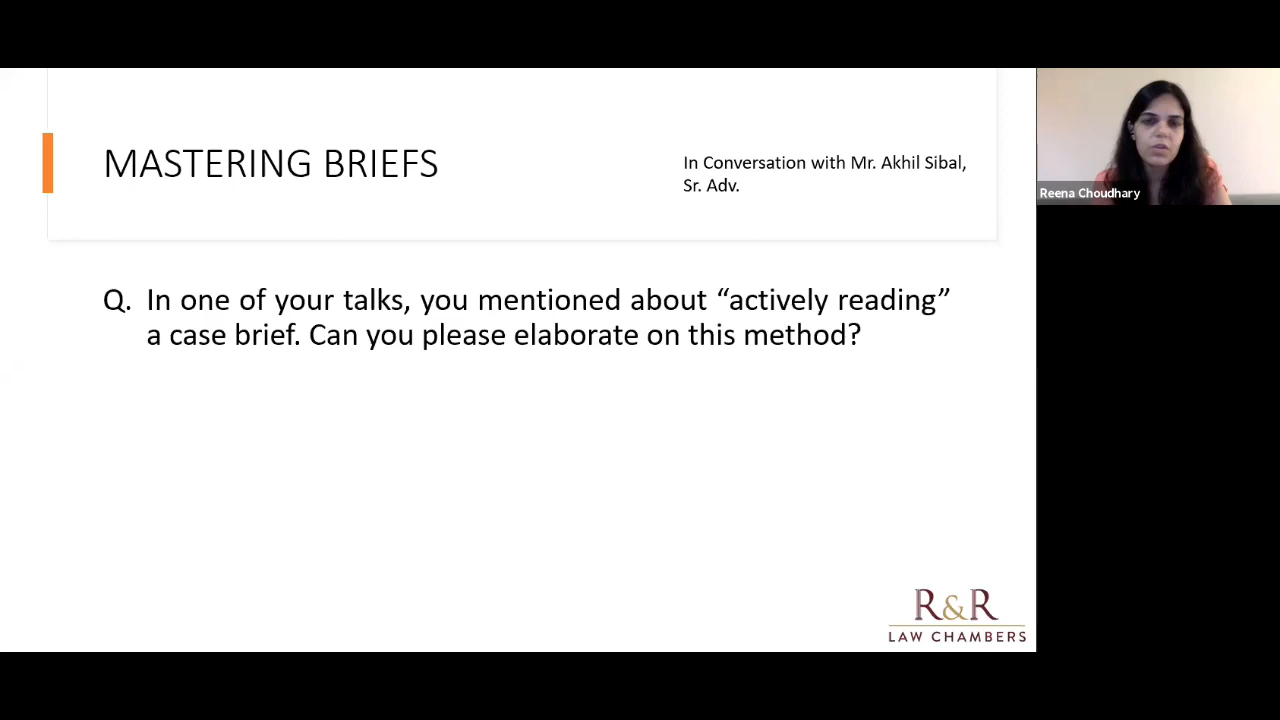 MASTERING BRIEFS
In Conversation with Mr. Akhil Sibal,
Sr. Adv.
Reena Choudhary
Q. In one of your talks, you mentioned about “actively reading”
a case brief. Can you please elaborate on this method?
R&R
LAW CHAMBERS